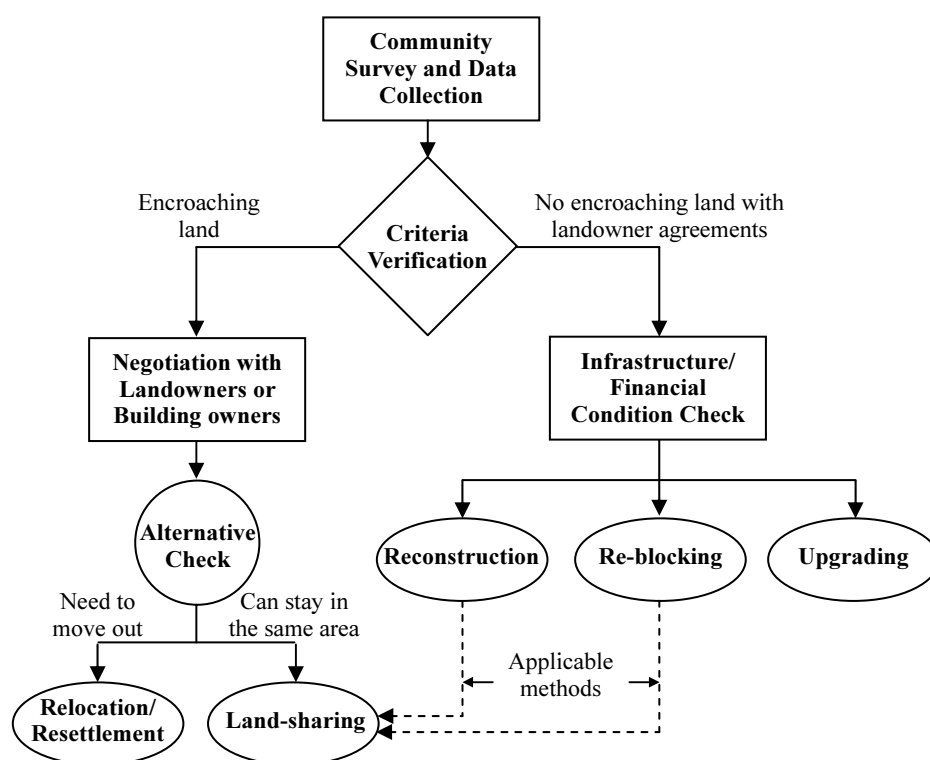 Community
Survey and Data
Collection
Encroaching
land
No encroaching land with
landowner agreements
Criteria
Verification
Negotiation with
Landowners or
Building owners
Infrastructure/
Financial
Condition Check
Alternative
Check
Reconstruction
Re-blocking
Upgrading
Need to
move out
Can stay in
the same area
Applicable
methods
Relocation/
Resettlement
Land-sharing